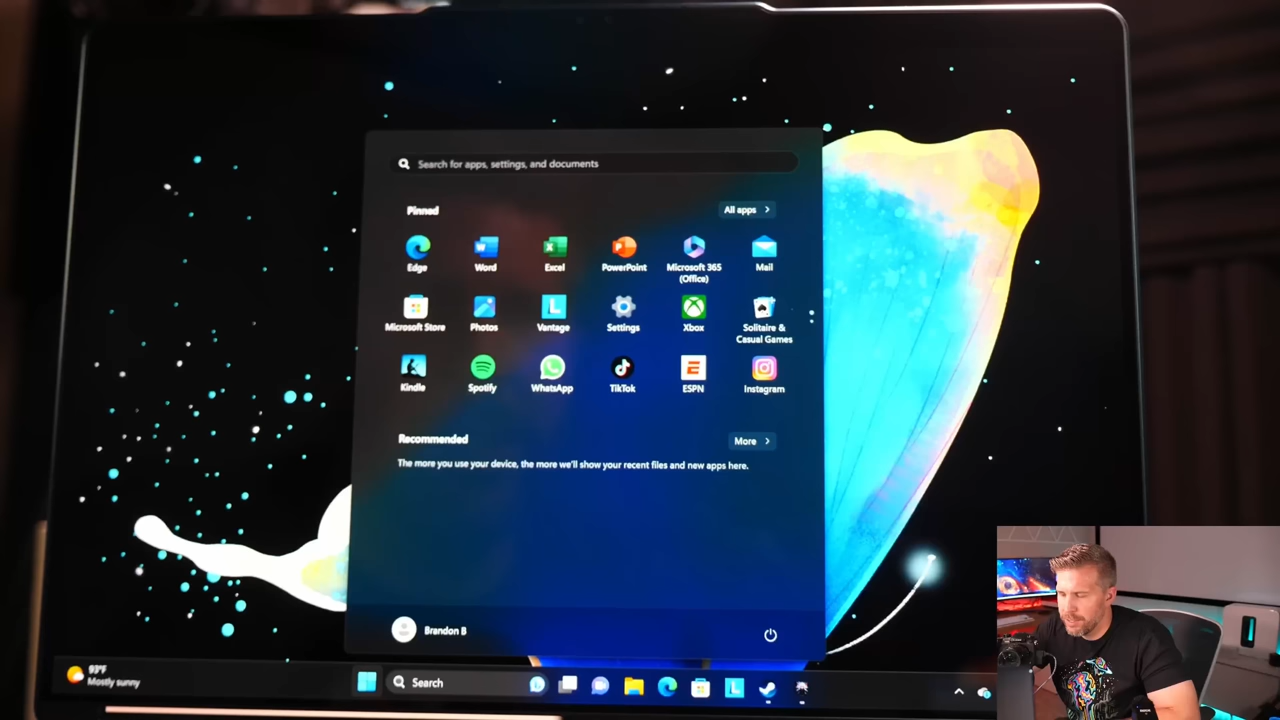 Search for apps, settings, and documents
Pinned
All apps >
Edge
Word
Excel
PowerPoint
Microsoft 365
(Office)
Mail
Microsoft Store
Photos
Vantage
Settings
Xbox
Solitaire &
Casual Games
Kindle
Spotify
WhatsApp
TikTok
ESPN
Instagram
Recommended
More >
The more you use your device, the more we'll show your recent files and new apps here.
Brandon B
93°F
Mostly sunny
Search